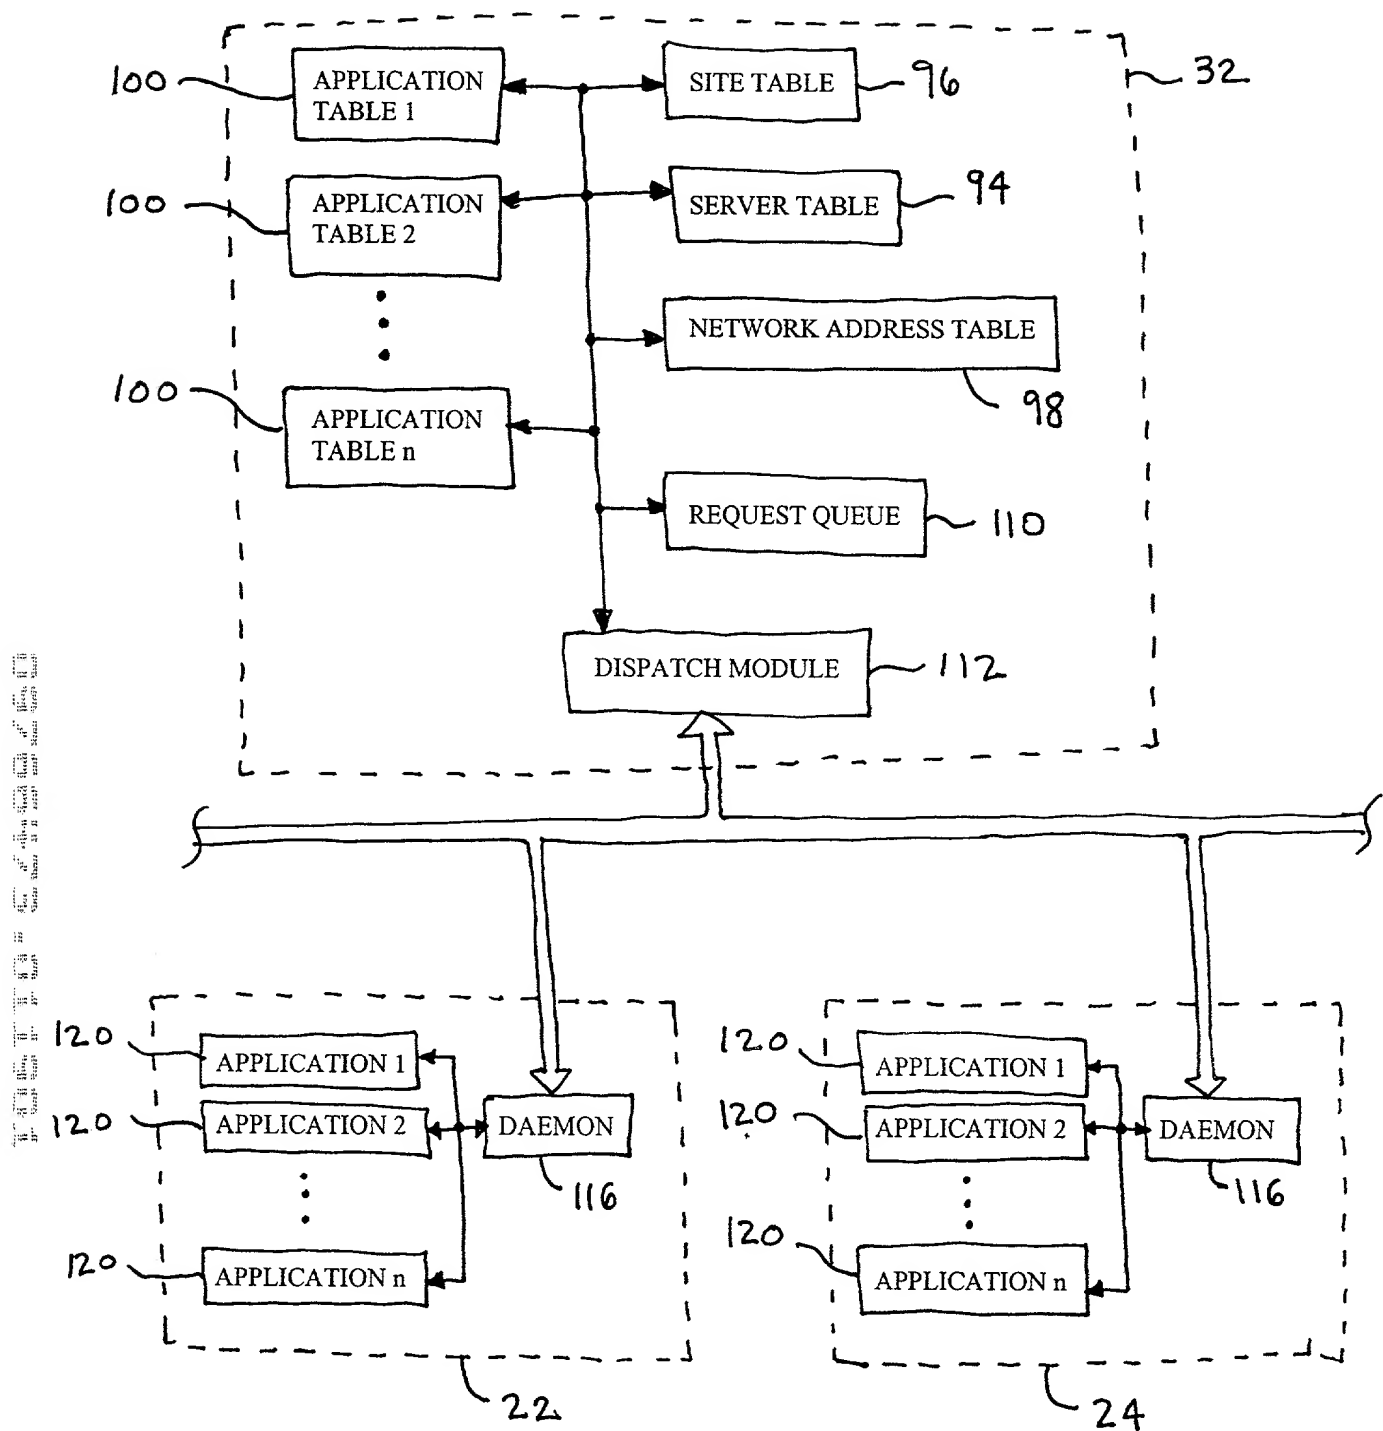 100
APPLICATION
TABLE 1
SITE TABLE
96
32
100
APPLICATION
TABLE 2
SERVER TABLE
94
NETWORK ADDRESS TABLE
98
100
APPLICATION
TABLE n
REQUEST QUEUE
110
DISPATCH MODULE
112
120
APPLICATION 1
120
APPLICATION 2
DAEMON
116
120
APPLICATION n
22
120
APPLICATION 1
120
APPLICATION 2
DAEMON
116
120
APPLICATION n
24